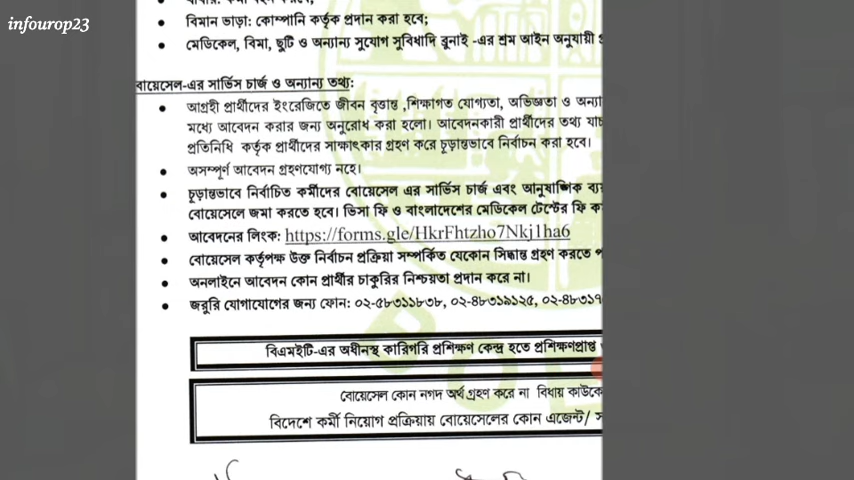 infourop23
বিমান ভাড়া: কোম্পানি কর্তৃক প্রদান করা হবে;
মেডিকেল, বিমা, ছুটি ও অন্যান্য সুযোগ সুবিধাদি ব্রুনাই -এর শ্রম আইন অনুযায়ী
বোয়েসেল-এর সার্ভিস চার্জ ও অন্যান্য তথ্য:
আগ্রহী প্রার্থীদের ইংরেজিতে জীবন বৃত্তান্ত ,শিক্ষাগত যোগ্যতা, অভিজ্ঞতা ও অন্যা
মধ্যে আবেদন করার জন্য অনুরোধ করা হলো। আবেদনকারী প্রার্থীদের তথ্য যাচ
প্রতিনিধি কর্তৃক প্রার্থীদের সাক্ষাৎকার গ্রহণ করে চূড়ান্তভাবে নির্বাচন করা হবে।
অসম্পূর্ণ আবেদন গ্রহণযোগ্য নহে।
চূড়ান্তভাবে নির্বাচিত কর্মীদের বোয়েসেল এর সার্ভিস চার্জ এবং আনুষাঙ্গিক ব্য
বোয়েসেলে জমা করতে হবে। ভিসা ফি ও বাংলাদেশের মেডিকেল টেস্টের ফি ক
আবেদনের লিংক: https://forms.gle/HkrFhtzho7Nkj1ha6
বোয়েসেল কর্তৃপক্ষ উক্ত নির্বাচন প্রক্রিয়া সম্পর্কিত যেকোন সিদ্ধান্ত গ্রহণ করতে
অনলাইনে আবেদন কোন প্রার্থীর চাকুরির নিশ্চয়তা প্রদান করে না।
জরুরি যোগাযোগের জন্য ফোন: ০২-৫৮৩১১৮৩৮, ০২-৪৮৩১৯১২৫, ০২-৪৮৩১৭
বিএমইটি-এর অধীনস্থ কারিগরি প্রশিক্ষণ কেন্দ্র হতে প্রশিক্ষণপ্রাপ্ত
বোয়েসেল কোন নগদ অর্থ গ্রহণ করে না বিধায় কাউকে
বিদেশে কর্মী নিয়োগ প্রক্রিয়ায় বোয়েসেলের কোন এজেন্ট/